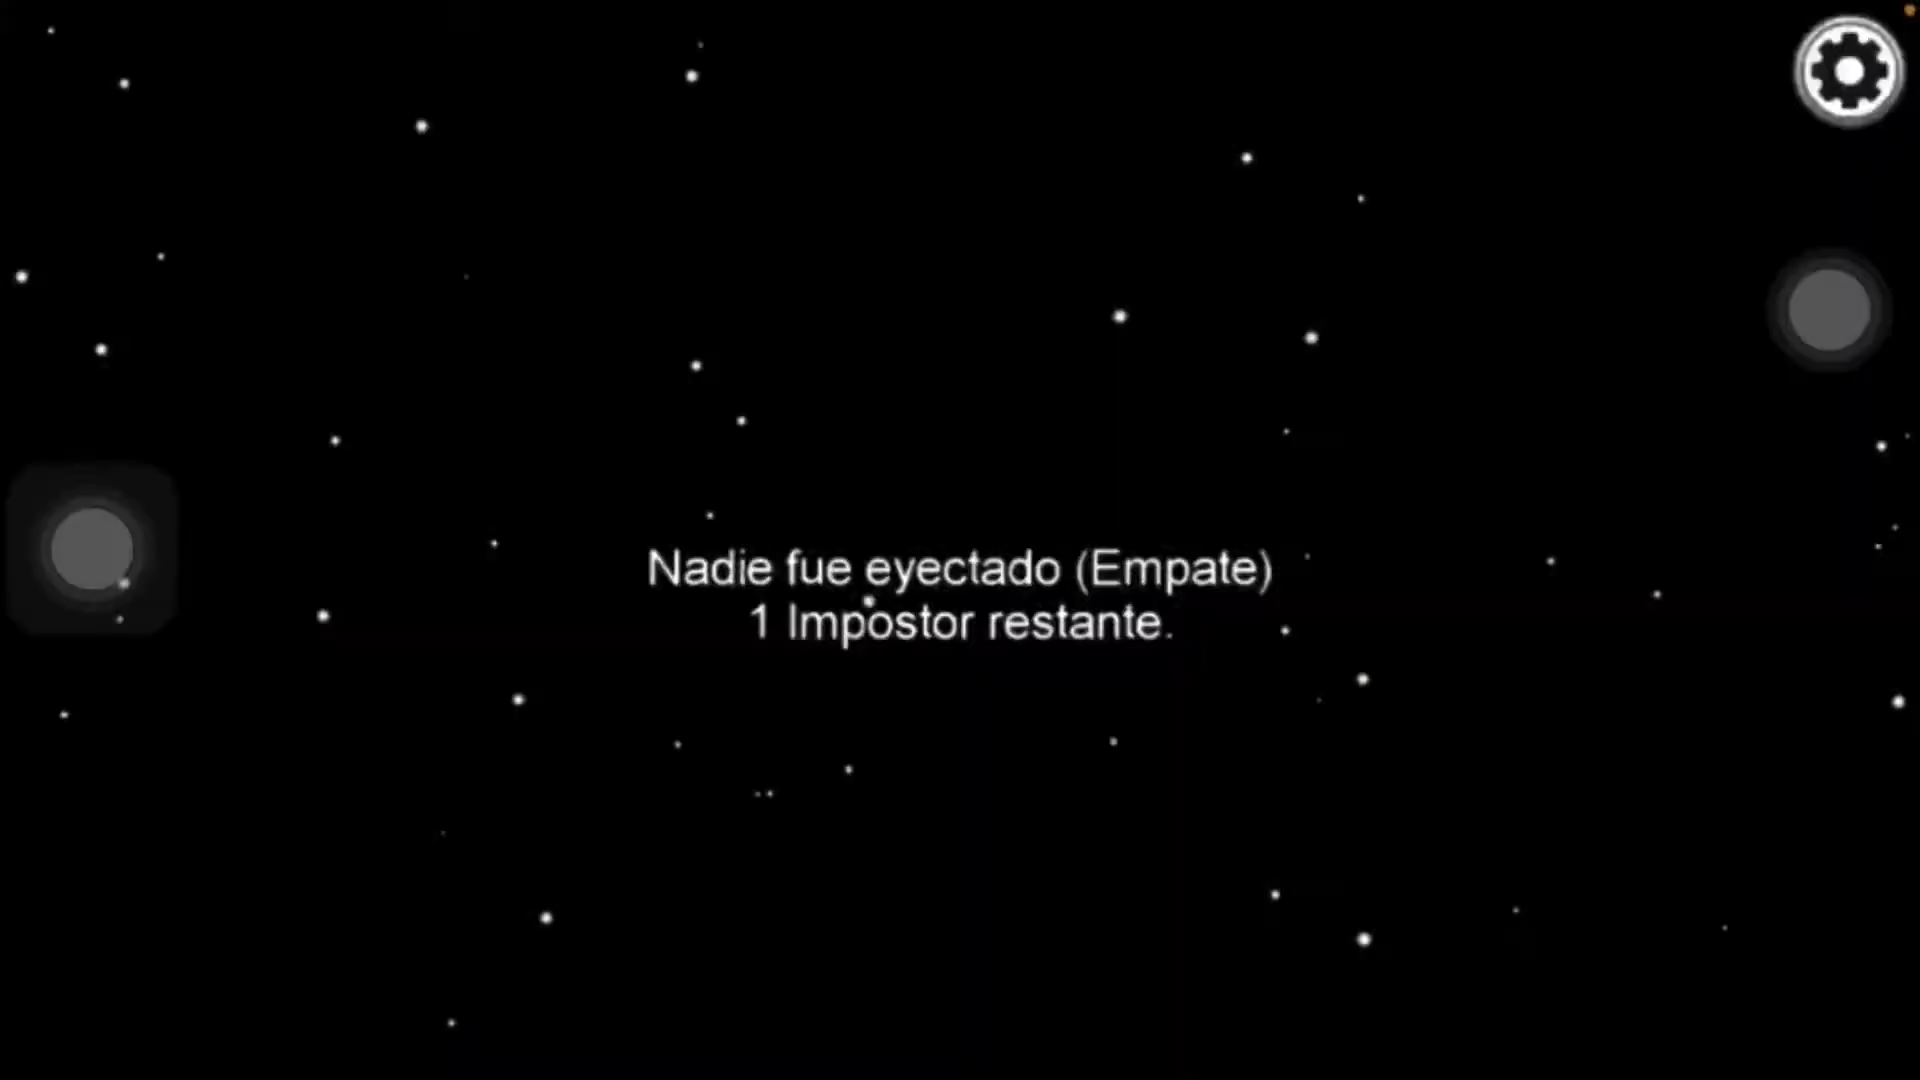 Nadie fue eyectado (Empate)
1 Impostor restante.